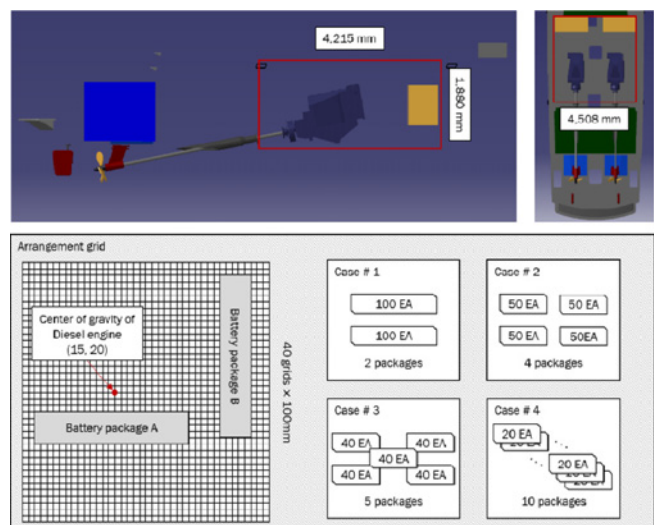 4,215 mm
1,880 mm
4,508 mm
Arrangement grid
Center of gravity of
Diesel engine
(15, 20)
Battery package A
Battery package B
40 grids × 100mm
Case # 1
100 EA
100 EA
2 packages
Case # 2
50 EA 50 EA
50 EA 50EA
4 packages
Case # 3
40 EA 40 EA
40 EA
40 EA 40 EA
5 packages
Case # 4
20 EA
20 EA
10 packages